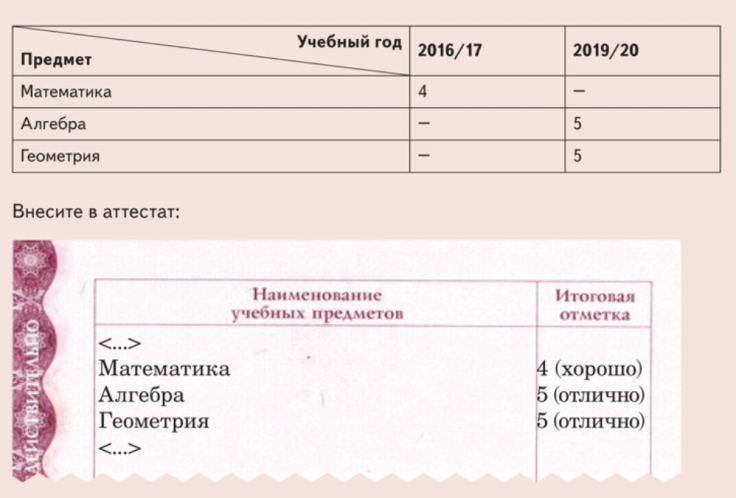 Учебный год
Предмет
2016/17
2019/20
Математика 4 —
Алгебра — 5
Геометрия — 5
Внесите в аттестат:
ДЕЙСТВИТЕЛЬНО
Наименование
учебных предметов
Итоговая
отметка
<...>
Математика 4 (хорошо)
Алгебра 5 (отлично)
Геометрия 5 (отлично)
<...>